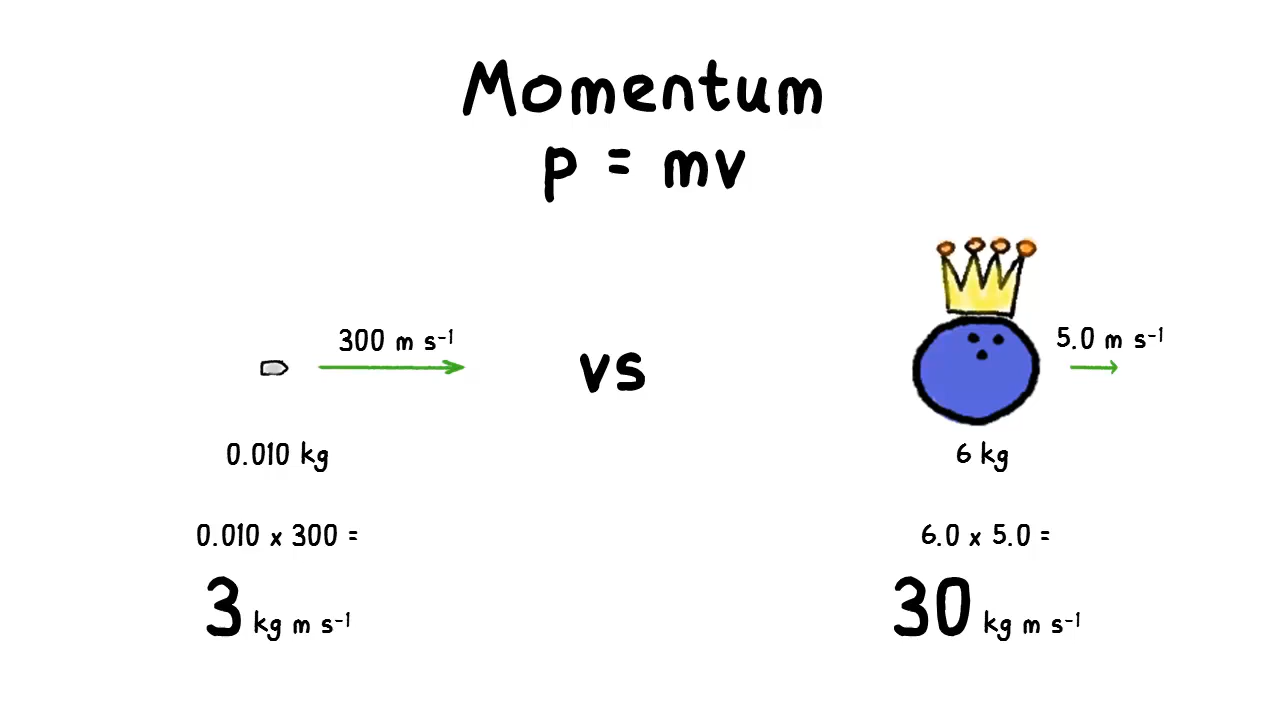 Momentum
p = mv
300 m s⁻¹
vs
5.0 m s⁻¹
0.010 kg
6 kg
0.010 x 300 =
6.0 x 5.0 =
3 kg m s⁻¹
30 kg m s⁻¹